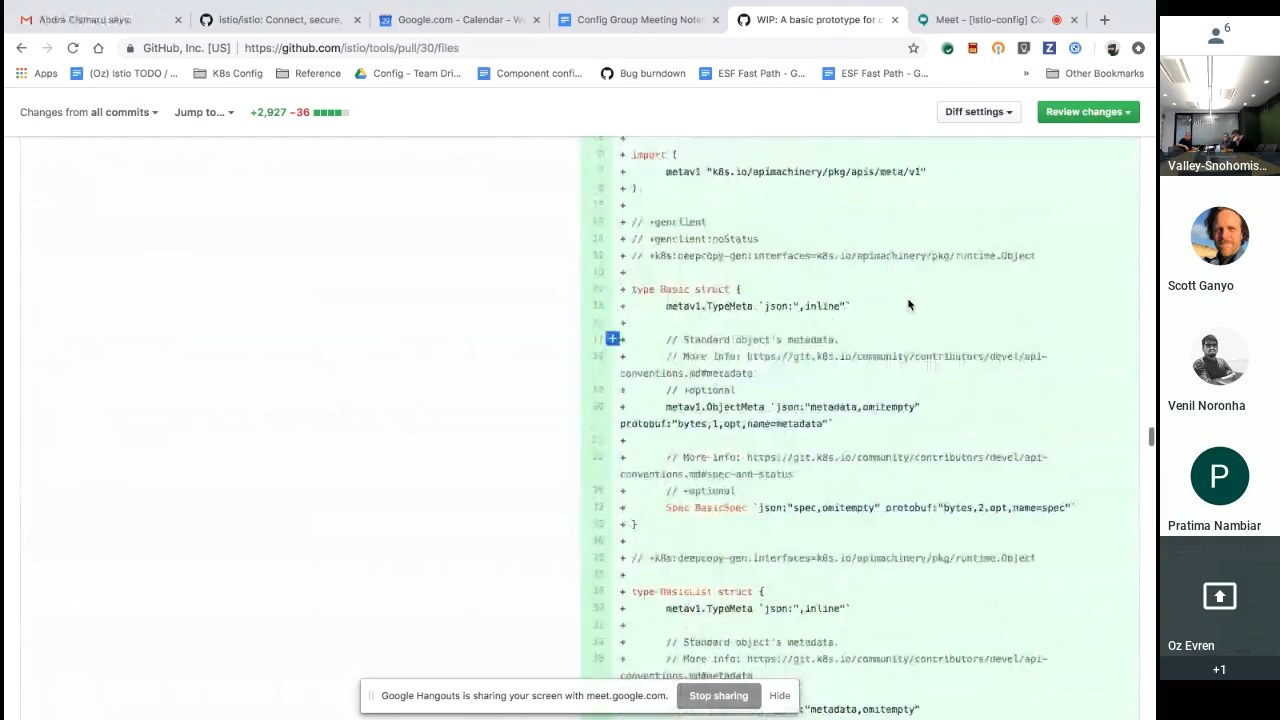 Andra Cismaru says:
Istio/istio: Connect, secure,
Google.com - Calendar - We
Config Group Meeting Notes
WIP: A basic prototype for c
Meet - [Istio-config] Co
6
GitHub, Inc. [US] | https://github.com/istio/tools/pull/30/files
Apps
(Oz) Istio TODO / ...
K8s Config
Reference
Config - Team Dri...
Component confi...
Bug burndown
ESF Fast Path - G...
ESF Fast Path - G...
»
Other Bookmarks
Changes from all commits
Jump to...
+2,927 −36
Diff settings
Review changes
+ import (
metav1 "k8s.io/apimachinery/pkg/apis/meta/v1"
+ )
+
+ // +genclient
+ // +genclient:noStatus
+ // +k8s:deepcopy-gen:interfaces=k8s.io/apimachinery/pkg/runtime.Object
+
+ type Basic struct {
+ metav1.TypeMeta `json:",inline"`
+
+ // Standard object's metadata.
+ // More info: https://git.k8s.io/community/contributors/devel/api-
conventions.md#metadata
+ // +optional
+ metav1.ObjectMeta `json:"metadata,omitempty"
protobuf:"bytes,1,opt,name=metadata"`
+
+ // More info: https://git.k8s.io/community/contributors/devel/api-
conventions.md#spec-and-status
+ // +optional
+ Spec BasicSpec `json:"spec,omitempty" protobuf:"bytes,2,opt,name=spec"`
+ }
+
+ // +k8s:deepcopy-gen:interfaces=k8s.io/apimachinery/pkg/runtime.Object
+
+ type BasicList struct {
+ metav1.TypeMeta `json:",inline"`
+
+ // Standard object's metadata.
+ // More info: https://git.k8s.io/community/contributors/devel/api-
conventions.md#metadata
:"metadata,omitempty"
Google Hangouts is sharing your screen with meet.google.com.
Stop sharing
Hide
Valley-Snohomis...
Scott Ganyo
Venil Noronha
P
Pratima Nambiar
Oz Evren
+1